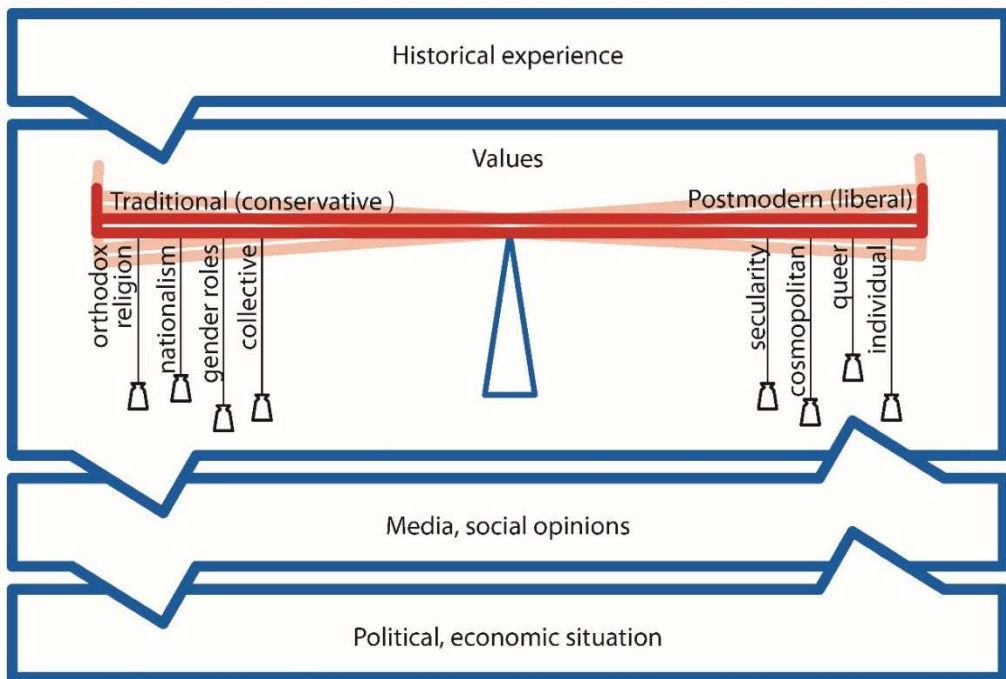 Historical experience
Values
Traditional (conservative )
Postmodern (liberal)
orthodox
religion
nationalism
gender roles
collective
secularity
cosmopolitan
queer
individual
Media, social opinions
Political, economic situation